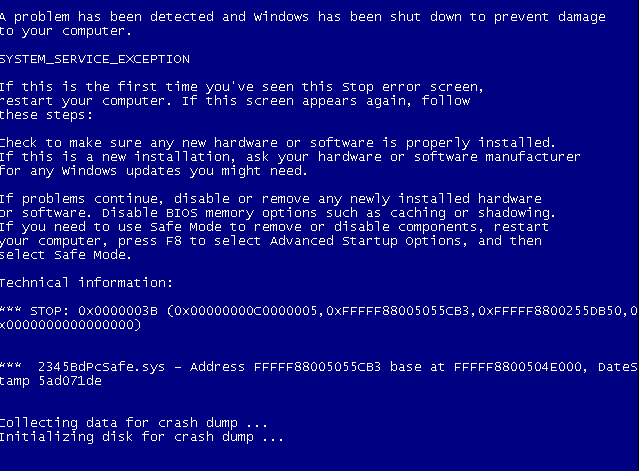 A problem has been detected and Windows has been shut down to prevent damage
to your computer.
SYSTEM_SERVICE_EXCEPTION
If this is the first time you've seen this Stop error screen,
restart your computer. If this screen appears again, follow
these steps:
Check to make sure any new hardware or software is properly installed.
If this is a new installation, ask your hardware or software manufacturer
for any Windows updates you might need.
If problems continue, disable or remove any newly installed hardware
or software. Disable BIOS memory options such as caching or shadowing.
If you need to use Safe Mode to remove or disable components, restart
your computer, press F8 to select Advanced Startup Options, and then
select Safe Mode.
Technical information:
*** STOP: 0x0000003B (0x00000000C0000005,0xFFFFF88005055CB3,0xFFFFF8800255DB50,0
x0000000000000000)
***  2345BdPcSafe.sys - Address FFFFF88005055CB3 base at FFFFF8800504E000, DateS
tamp 5ad071de
Collecting data for crash dump ...
Initializing disk for crash dump ...